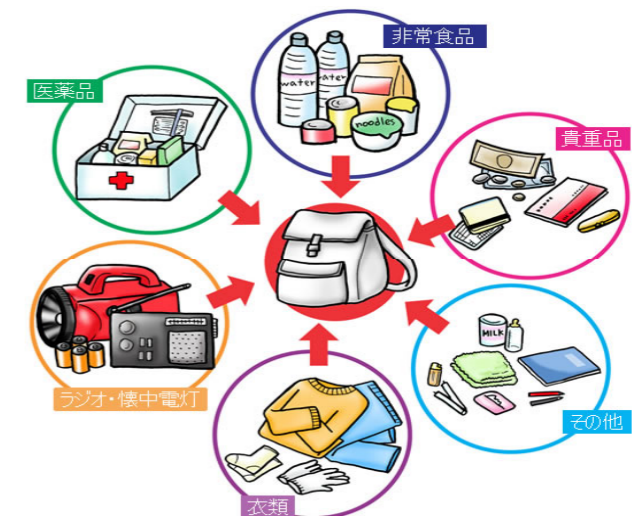 非常食品
water
water
noodles
医薬品
貴重品
ラジオ・懐中電灯
MILK
その他
衣類